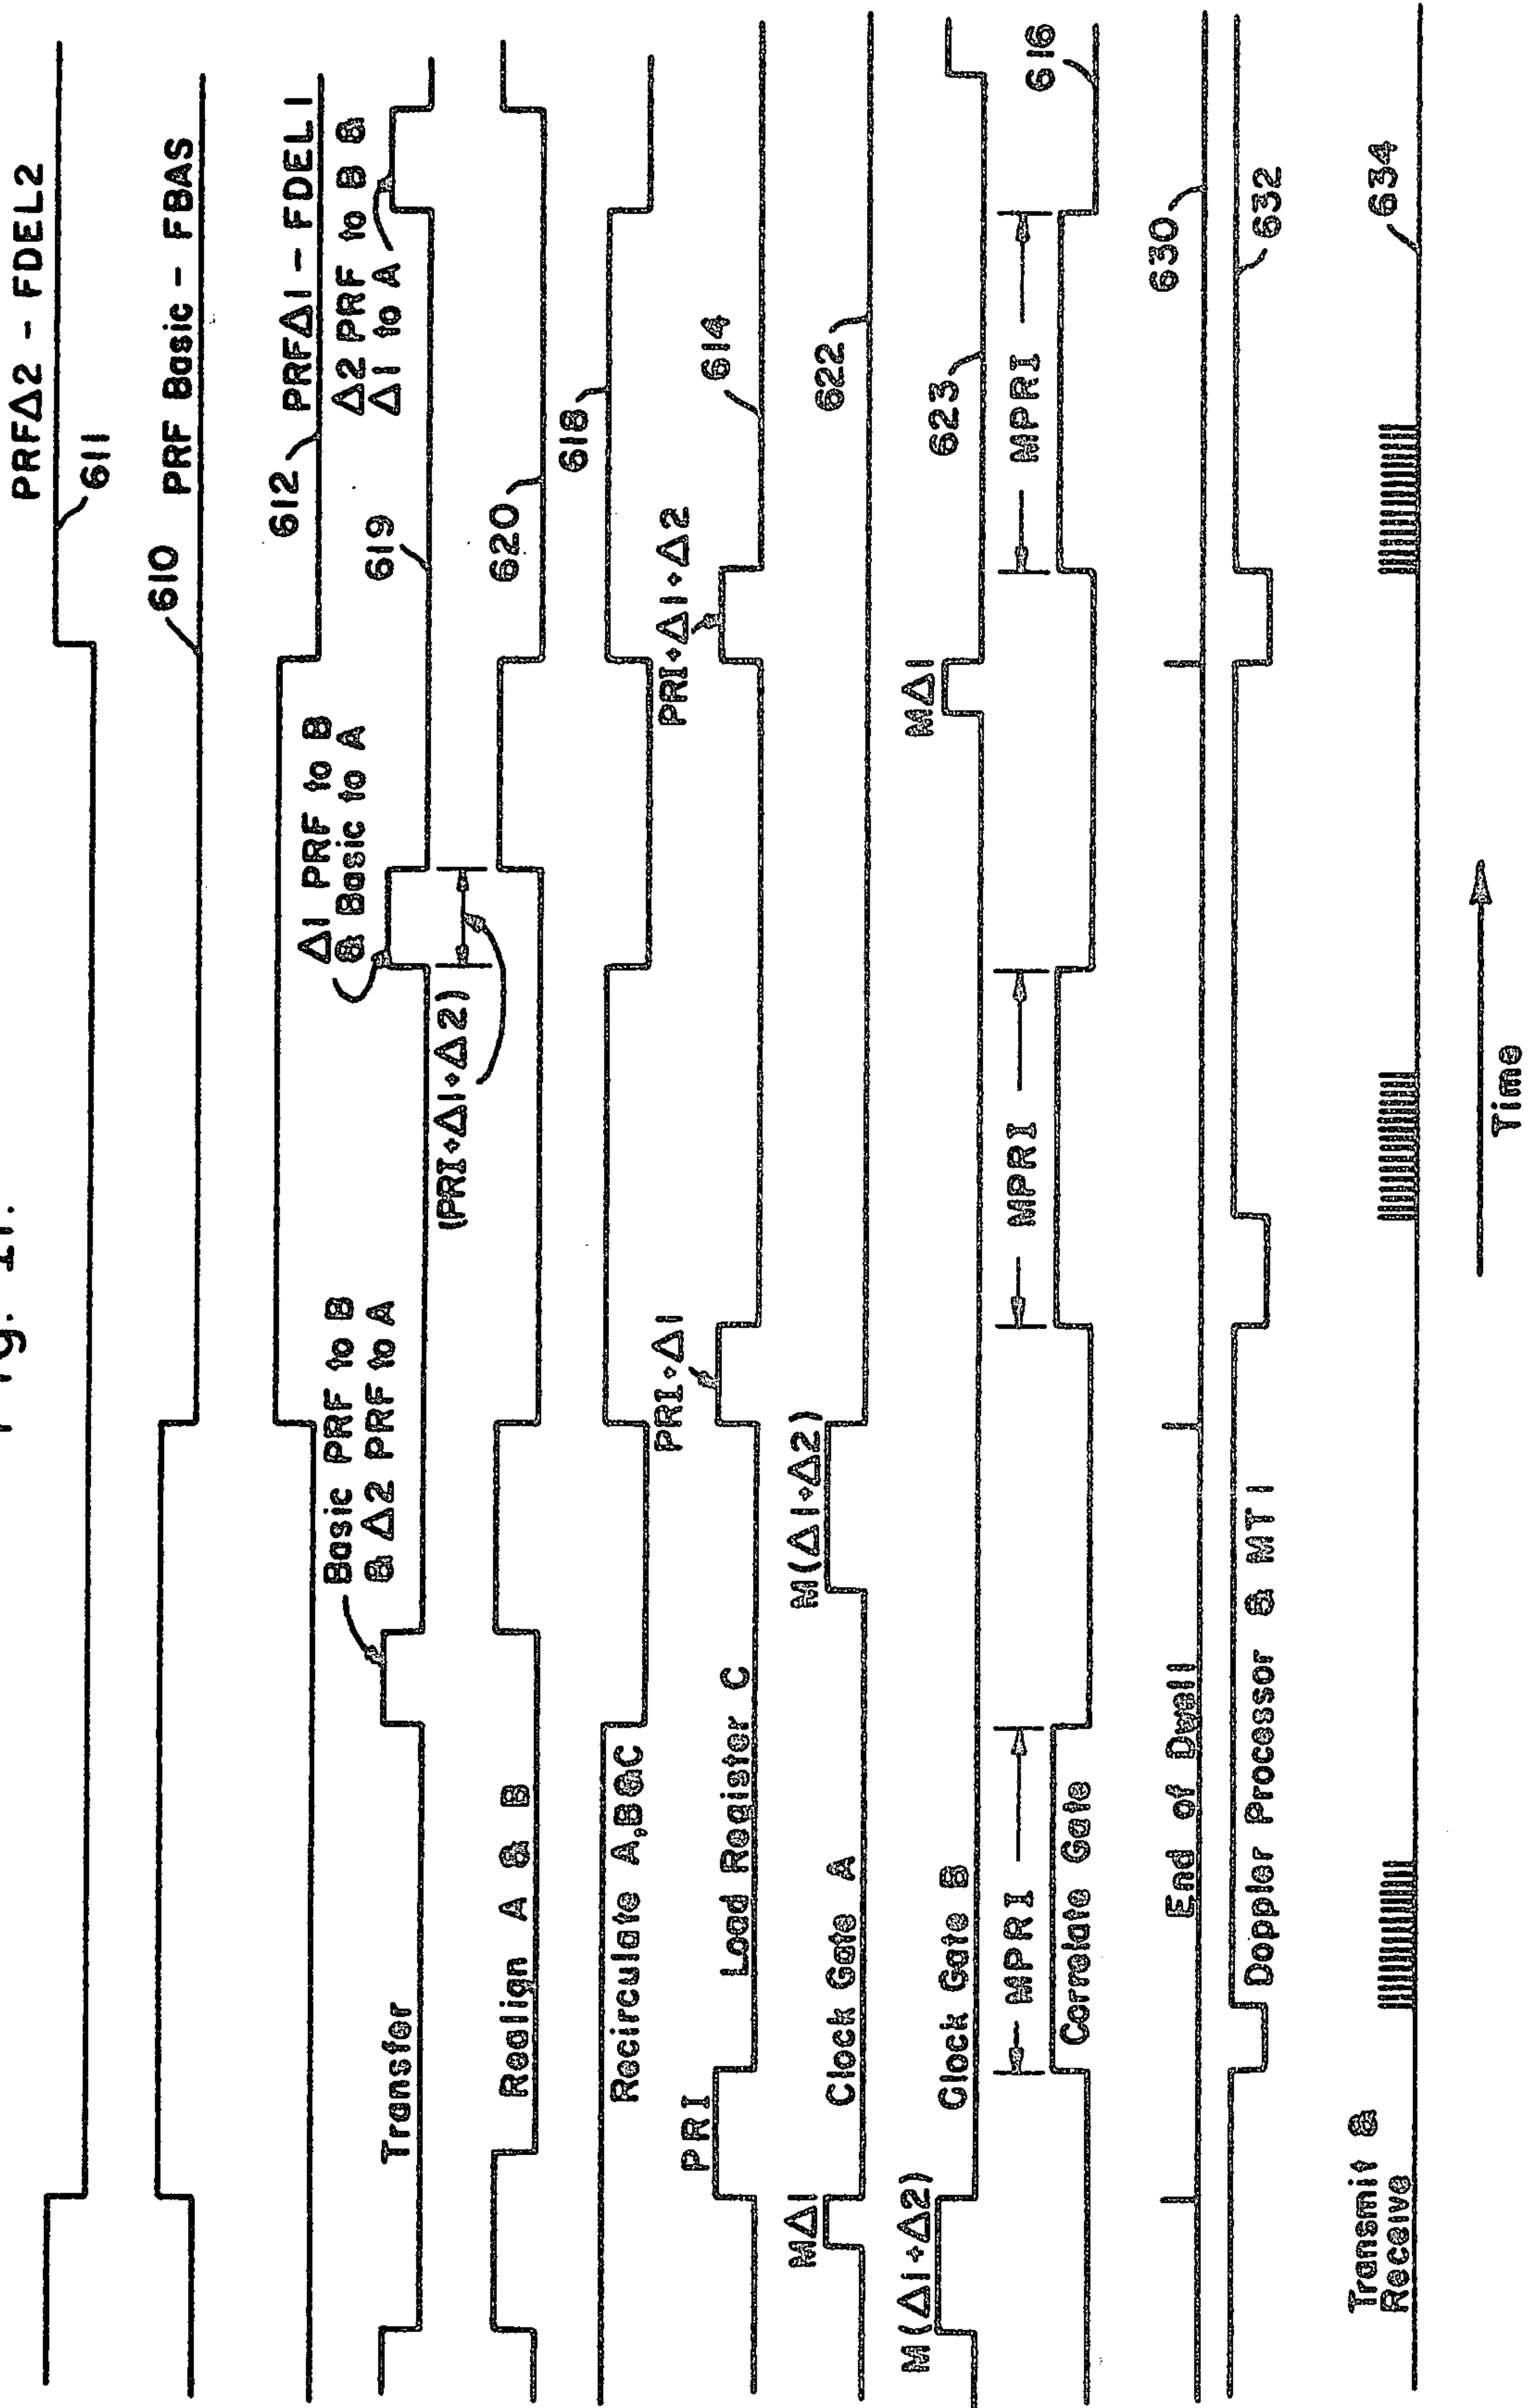 PRFΔ2 - FDEL2
611
610
PRF Basic - FBAS
612
PRFΔ1 - FDEL1
Transfer
Basic PRF to B
& Δ2 PRF to A
Δ1 PRF to B
& Basic to A
619
Δ2 PRF to B &
Δ1 to A
(PRI+Δ1+Δ2)
Realign A & B
620
Recirculate A,B&C
618
PRI
Load Register C
PRI+Δ1
PRI+Δ1+Δ2
614
MΔ1
Clock Gate A
M(Δ1+Δ2)
622
M(Δ1+Δ2)
Clock Gate B
MΔ1
623
MPRI
MPRI
MPRI
Correlate Gate
616
End of Dwell
630
Doppler Processor & MTI
632
Transmit &
Receive
634
Time